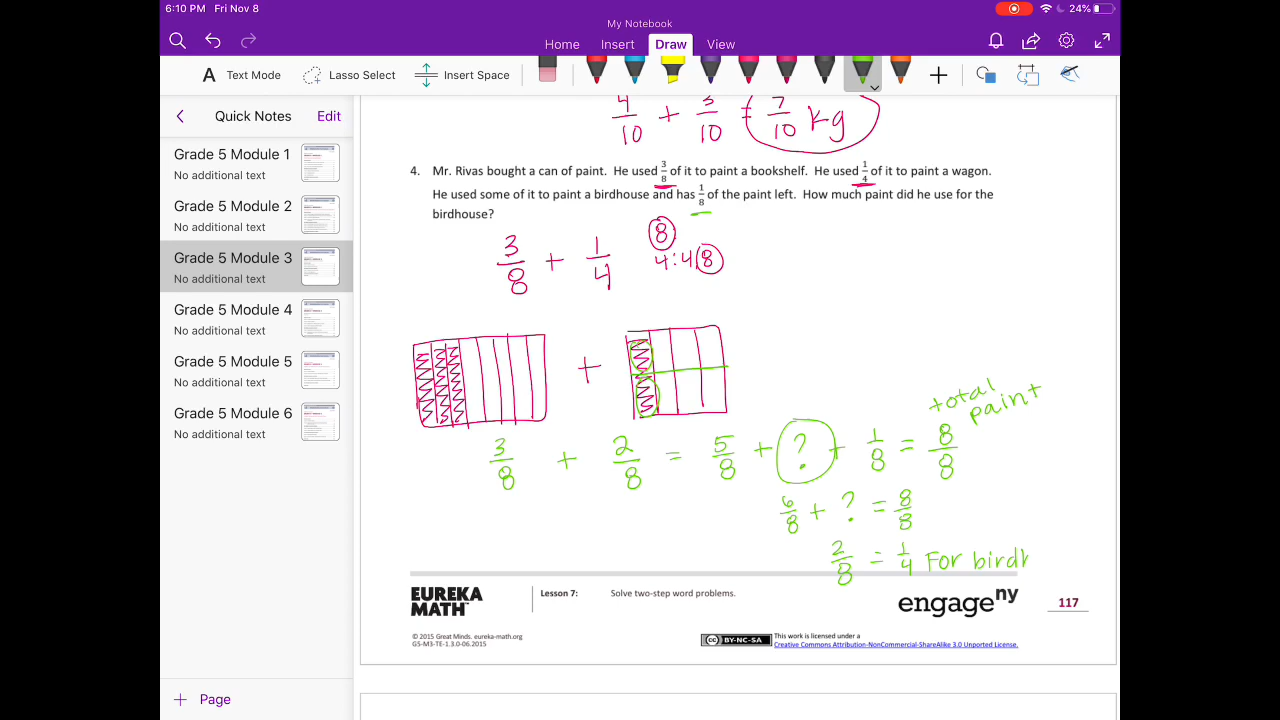 6:10 PM Fri Nov 8
24%
My Notebook
Home Insert Draw View
A Text Mode Lasso Select Insert Space
Quick Notes Edit
Grade 5 Module 1
No additional text
Grade 5 Module 2
No additional text
Grade 5 Module 3
No additional text
Grade 5 Module 4
No additional text
Grade 5 Module 5
No additional text
Grade 5 Module 6
No additional text
+ Page
4/10 + 3/10 = 7/10 kg
4. Mr. Rivas bought a can of paint. He used 3/8 of it to paint a bookshelf. He used 1/4 of it to paint a wagon.
He used some of it to paint a birdhouse and has 1/8 of the paint left. How much paint did he use for the
birdhouse?
3/8 + 1/4
8
4: 4, 8
+
total
paint
3/8 + 2/8 = 5/8 + ? + 1/8 = 8/8
6/8 + ? = 8/8
2/8 = 1/4 For birdh
EUREKA
MATH™
Lesson 7: Solve two-step word problems.
engage ny
117
© 2015 Great Minds. eureka-math.org
G5-M3-TE-1.3.0-06.2015
cc BY-NC-SA
This work is licensed under a
Creative Commons Attribution-NonCommercial-ShareAlike 3.0 Unported License.